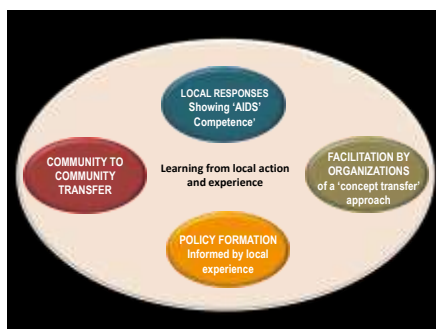 LOCAL RESPONSES
Showing 'AIDS'
Competence'
COMMUNITY TO
COMMUNITY
TRANSFER
Learning from local action
and experience
FACILITATION BY
ORGANIZATIONS
of a 'concept transfer'
approach
POLICY FORMATION
Informed by local
experience